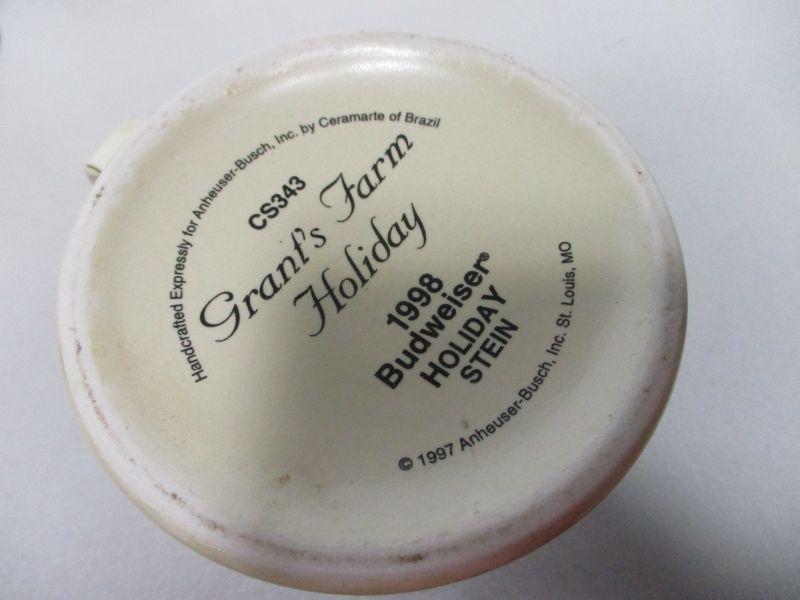 Handcrafted Expressly for Anheuser-Busch, Inc. by Ceramarte of Brazil
CS343
Grant's Farm
Holiday
1998
Budweiser®
HOLIDAY
STEIN
© 1997 Anheuser-Busch, Inc. St. Louis, MO